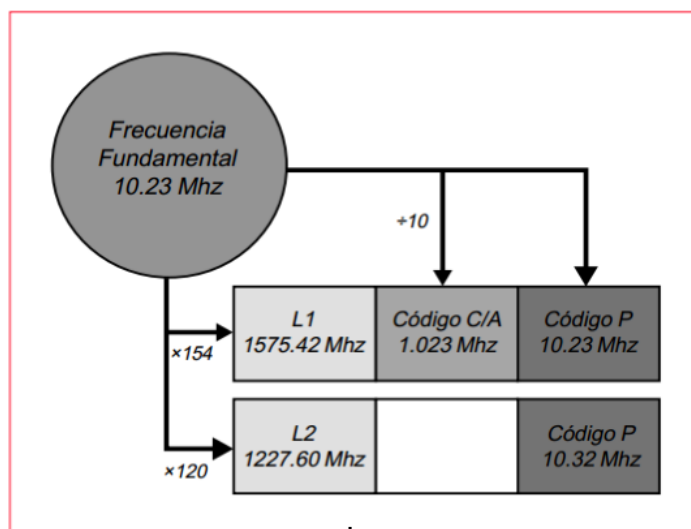 Frecuencia
Fundamental
10.23 Mhz
÷10
×154
L1
1575.42 Mhz
Código C/A
1.023 Mhz
Código P
10.23 Mhz
×120
L2
1227.60 Mhz
Código P
10.32 Mhz